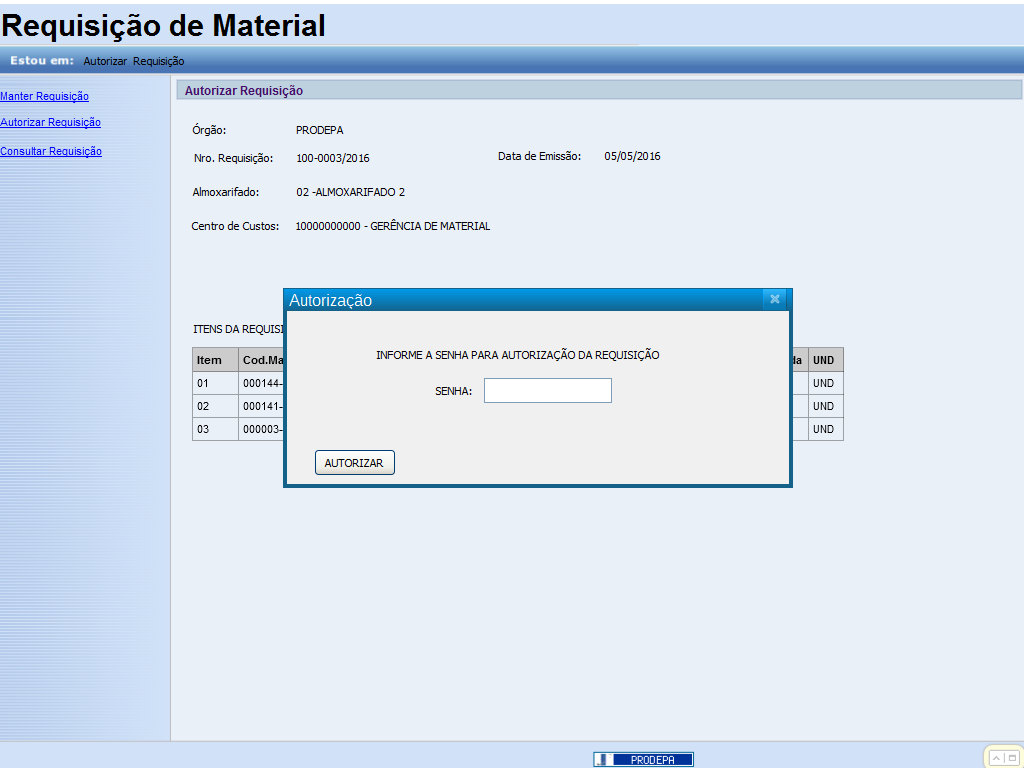 Requisição de Material
Estou em: Autorizar Requisição
Manter Requisição
Autorizar Requisição
Consultar Requisição
Autorizar Requisição
Órgão: PRODEPA
Nro. Requisição: 100-0003/2016 Data de Emissão: 05/05/2016
Almoxarifado: 02 -ALMOXARIFADO 2
Centro de Custos: 10000000000 - GERÊNCIA DE MATERIAL
ITENS DA REQUISI
Item Cod.Ma da UND
01 000144- UND
02 000141- UND
03 000003- UND
Autorização
INFORME A SENHA PARA AUTORIZAÇÃO DA REQUISIÇÃO
SENHA:
AUTORIZAR
PRODEPA